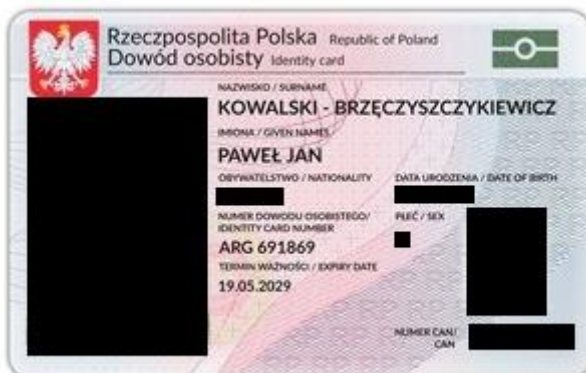 Rzeczpospolita Polska Republic of Poland
Dowód osobisty Identity card
NAZWISKO / SURNAME
KOWALSKI - BRZĘCZYSZCZYKIEWICZ
IMIONA / GIVEN NAMES
PAWEŁ JAN
OBYWATELSTWO / NATIONALITY DATA URODZENIA / DATE OF BIRTH
NUMER DOWODU OSOBISTEGO/ PŁEĆ / SEX
IDENTITY CARD NUMBER
ARG 691869
TERMIN WAŻNOŚCI / EXPIRY DATE
19.05.2029
NUMER CAN/
CAN